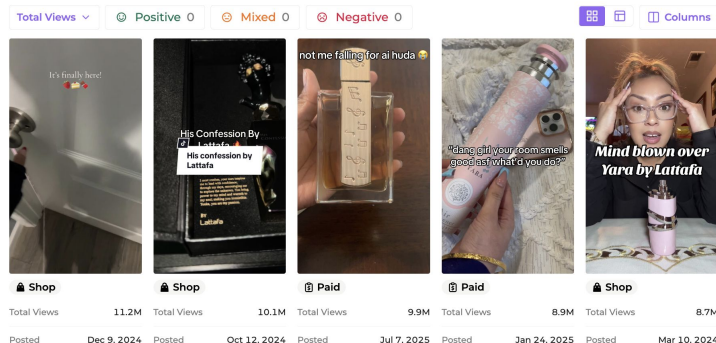 Total Views
Positive 0
Mixed 0
Negative 0
Columns
It's finally here!
His Confession By
Lattafa
His confession by
Lattafa
BY
Lattafa
not me falling for ai huda 😭
"dang girl your room smells
good asf what'd you do?"
YARA
Mind blown over
Yara by Lattafa
Shop
Shop
Paid
Paid
Shop
Total Views 11.2M
Total Views 10.1M
Total Views 9.9M
Total Views 8.9M
Total Views 8.7M
Posted Dec 9, 2024
Posted Oct 12, 2024
Posted Jul 7, 2025
Posted Jan 24, 2025
Posted Mar 10, 2024